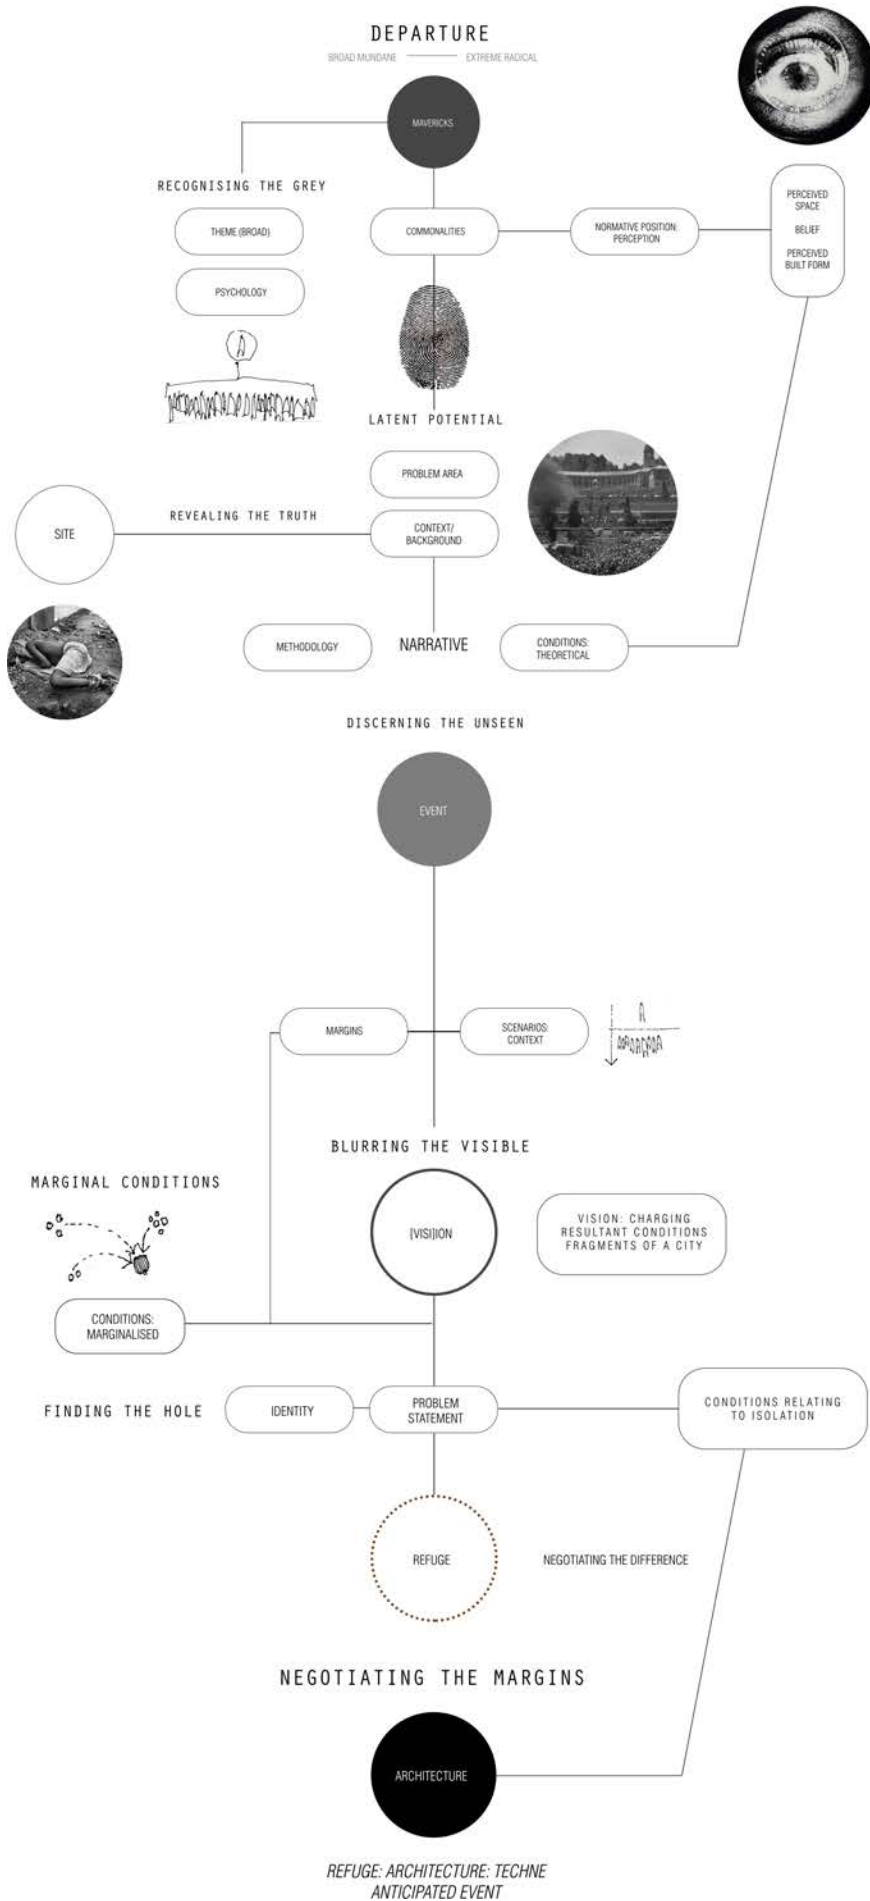 DEPARTURE
BROAD MUNDANE
EXTREME RADICAL
MAVERICKS
RECOGNISING THE GREY
PERCEIVED
SPACE
BELIEF
PERCEIVED
BUILT FORM
THEME (BROAD)
COMMONALITIES
NORMATIVE POSITION:
PERCEPTION
PSYCHOLOGY
A
LATENT POTENTIAL
PROBLEM AREA
SITE
REVEALING THE TRUTH
CONTEXT/
BACKGROUND
METHODOLOGY
NARRATIVE
CONDITIONS:
THEORETICAL
DISCERNING THE UNSEEN
EVENT
MARGINS
SCENARIOS:
CONTEXT
BLURRING THE VISIBLE
MARGINAL CONDITIONS
[VISI]ION
VISION: CHARGING
RESULTANT CONDITIONS
FRAGMENTS OF A CITY
CONDITIONS:
MARGINALISED
FINDING THE HOLE
IDENTITY
PROBLEM
STATEMENT
CONDITIONS RELATING
TO ISOLATION
REFUGE
NEGOTIATING THE DIFFERENCE
NEGOTIATING THE MARGINS
ARCHITECTURE
REFUGE: ARCHITECTURE: TECHNE
ANTICIPATED EVENT